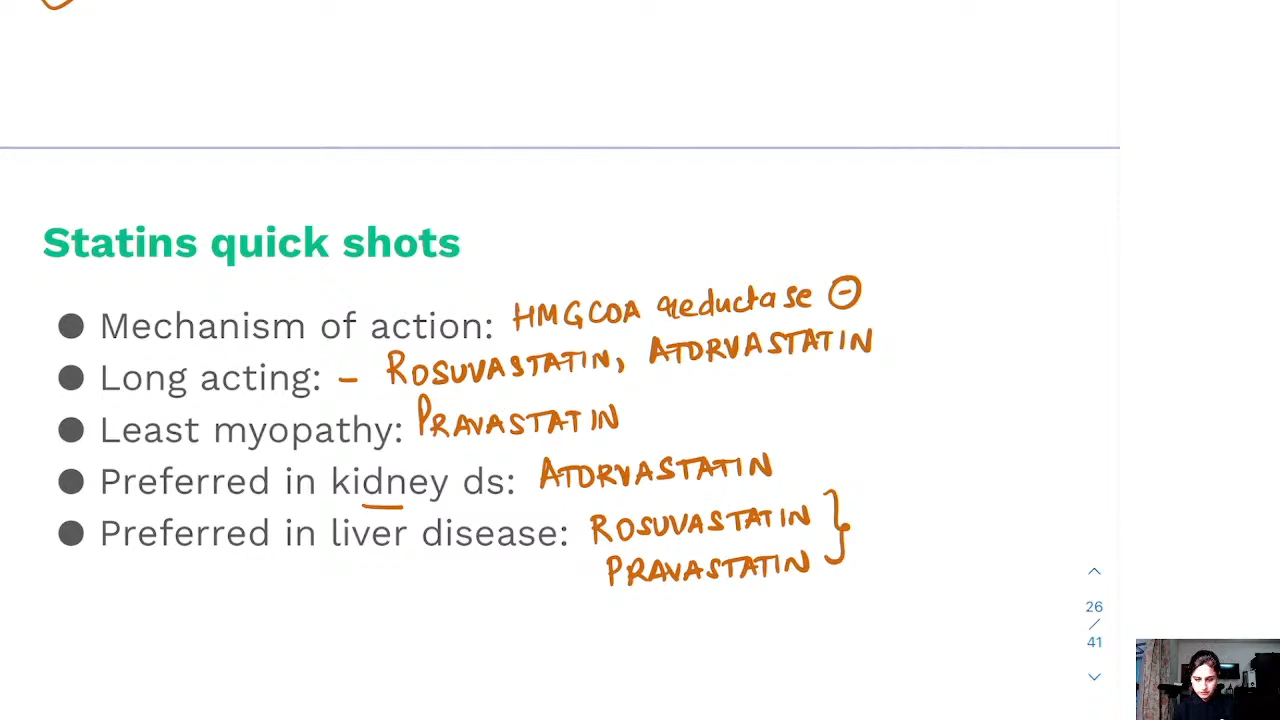 Statins quick shots
● Mechanism of action: HMGCOA reductase ⊖
● Long acting: - ROSUVASTATIN, ATORVASTATIN
● Least myopathy: PRAVASTATIN
● Preferred in kidney ds: ATORVASTATIN
● Preferred in liver disease: ROSUVASTATIN
PRAVASTATIN
26
/
41